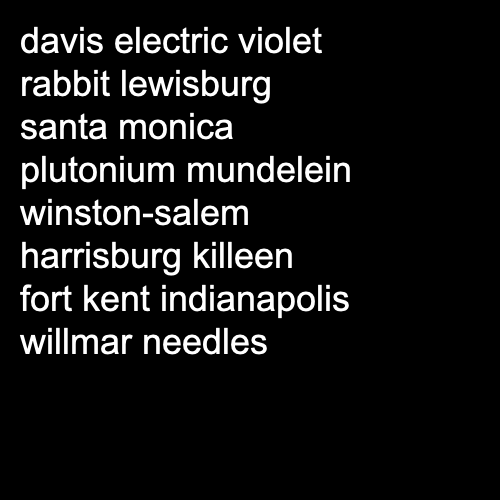 davis electric violet
rabbit lewisburg
santa monica
plutonium mundelein
winston-salem
harrisburg killeen
fort kent indianapolis
willmar needles